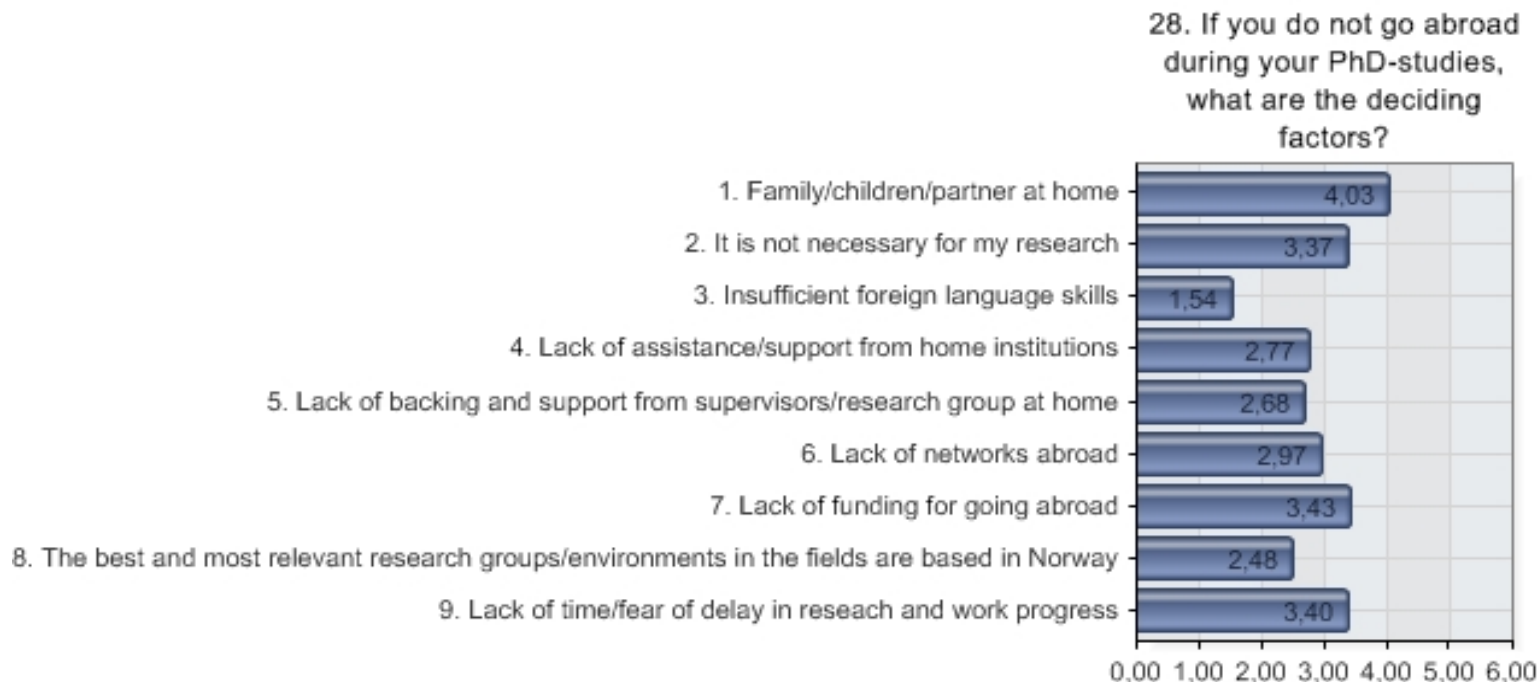 28. If you do not go abroad
during your PhD-studies,
what are the deciding
factors?
1. Family/children/partner at home
4,03
2. It is not necessary for my research
3,37
3. Insufficient foreign language skills
1,54
4. Lack of assistance/support from home institutions
2,77
5. Lack of backing and support from supervisors/research group at home
2,68
6. Lack of networks abroad
2,97
7. Lack of funding for going abroad
3,43
8. The best and most relevant research groups/environments in the fields are based in Norway
2,48
9. Lack of time/fear of delay in reseach and work progress
3,40
0,00 1,00 2,00 3,00 4,00 5,00 6,00